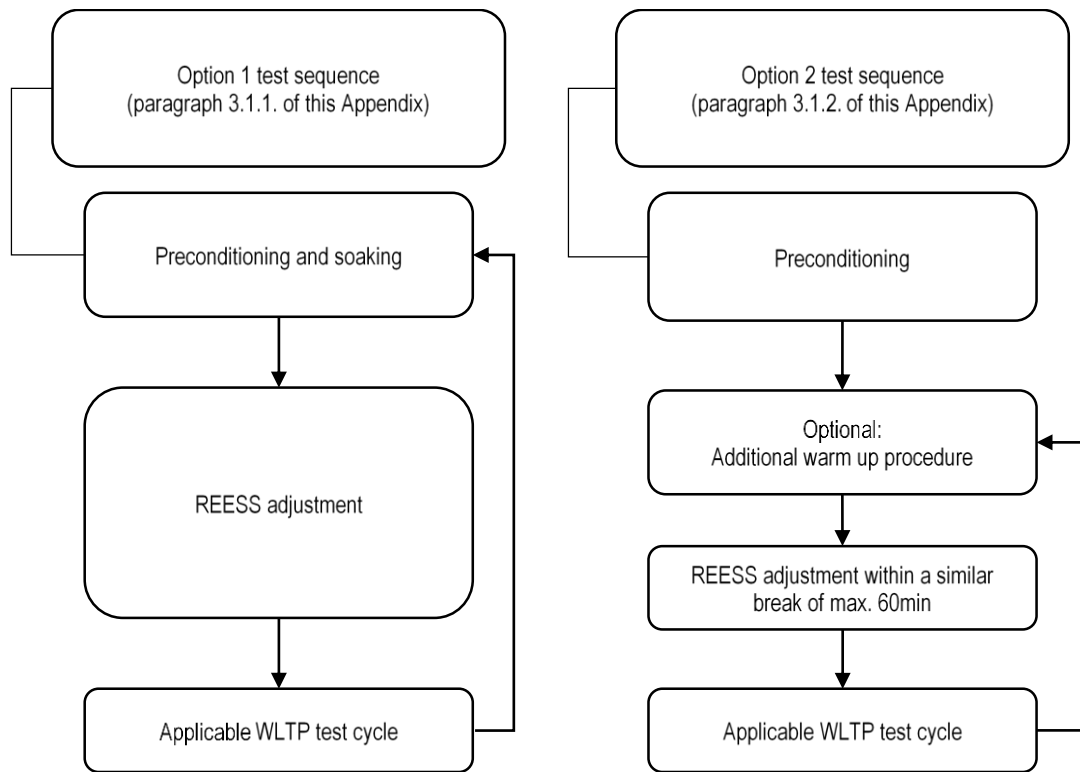 Option 1 test sequence
(paragraph 3.1.1. of this Appendix)
Preconditioning and soaking
REESS adjustment
Applicable WLTP test cycle
Option 2 test sequence
(paragraph 3.1.2. of this Appendix)
Preconditioning
Optional:
Additional warm up procedure
REESS adjustment within a similar
break of max. 60min
Applicable WLTP test cycle